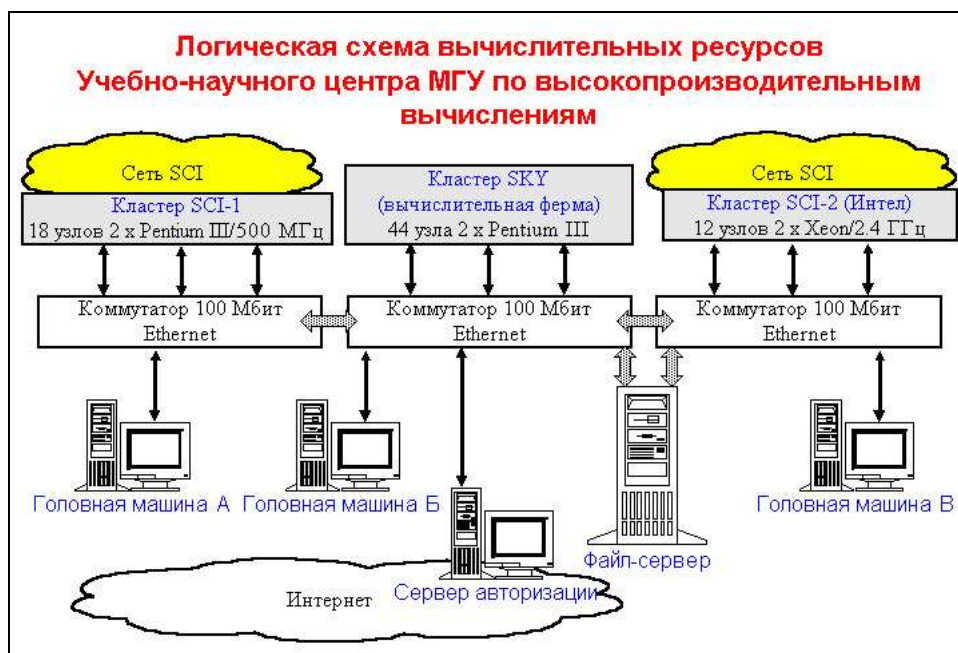 Логическая схема вычислительных ресурсов
Учебно-научного центра МГУ по высокопроизводительным
вычислениям
Сеть SCI
Кластер SCI-1
18 узлов 2 x Pentium III/500 МГц
Кластер SKY
(вычислительная ферма)
44 узла 2 x Pentium III
Сеть SCI
Кластер SCI-2 (Интел)
12 узлов 2 x Xeon/2.4 ГГц
Коммутатор 100 Мбит
Ethernet
Коммутатор 100 Мбит
Ethernet
Коммутатор 100 Мбит
Ethernet
Головная машина А
Головная машина Б
Головная машина В
Файл-сервер
Сервер авторизации
Интернет